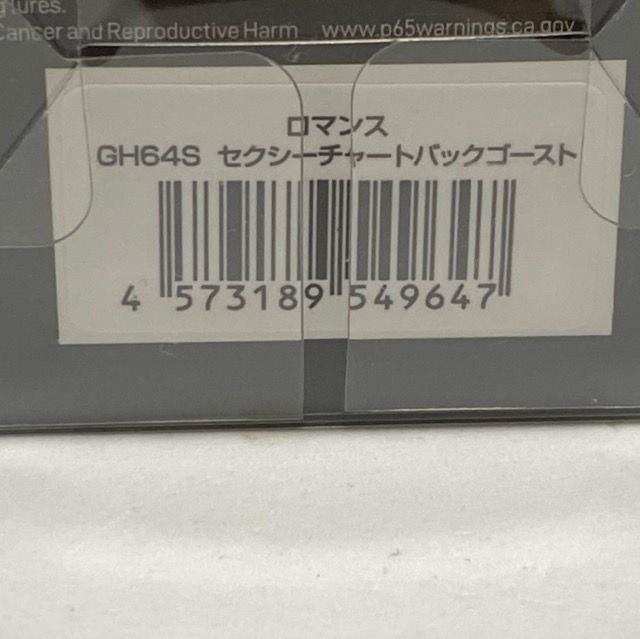 Cancer and Reproductive Harm www.p65warnings.ca.gov
ロマンス
GH64S セクシーチャートバックゴースト
4 573189 549647